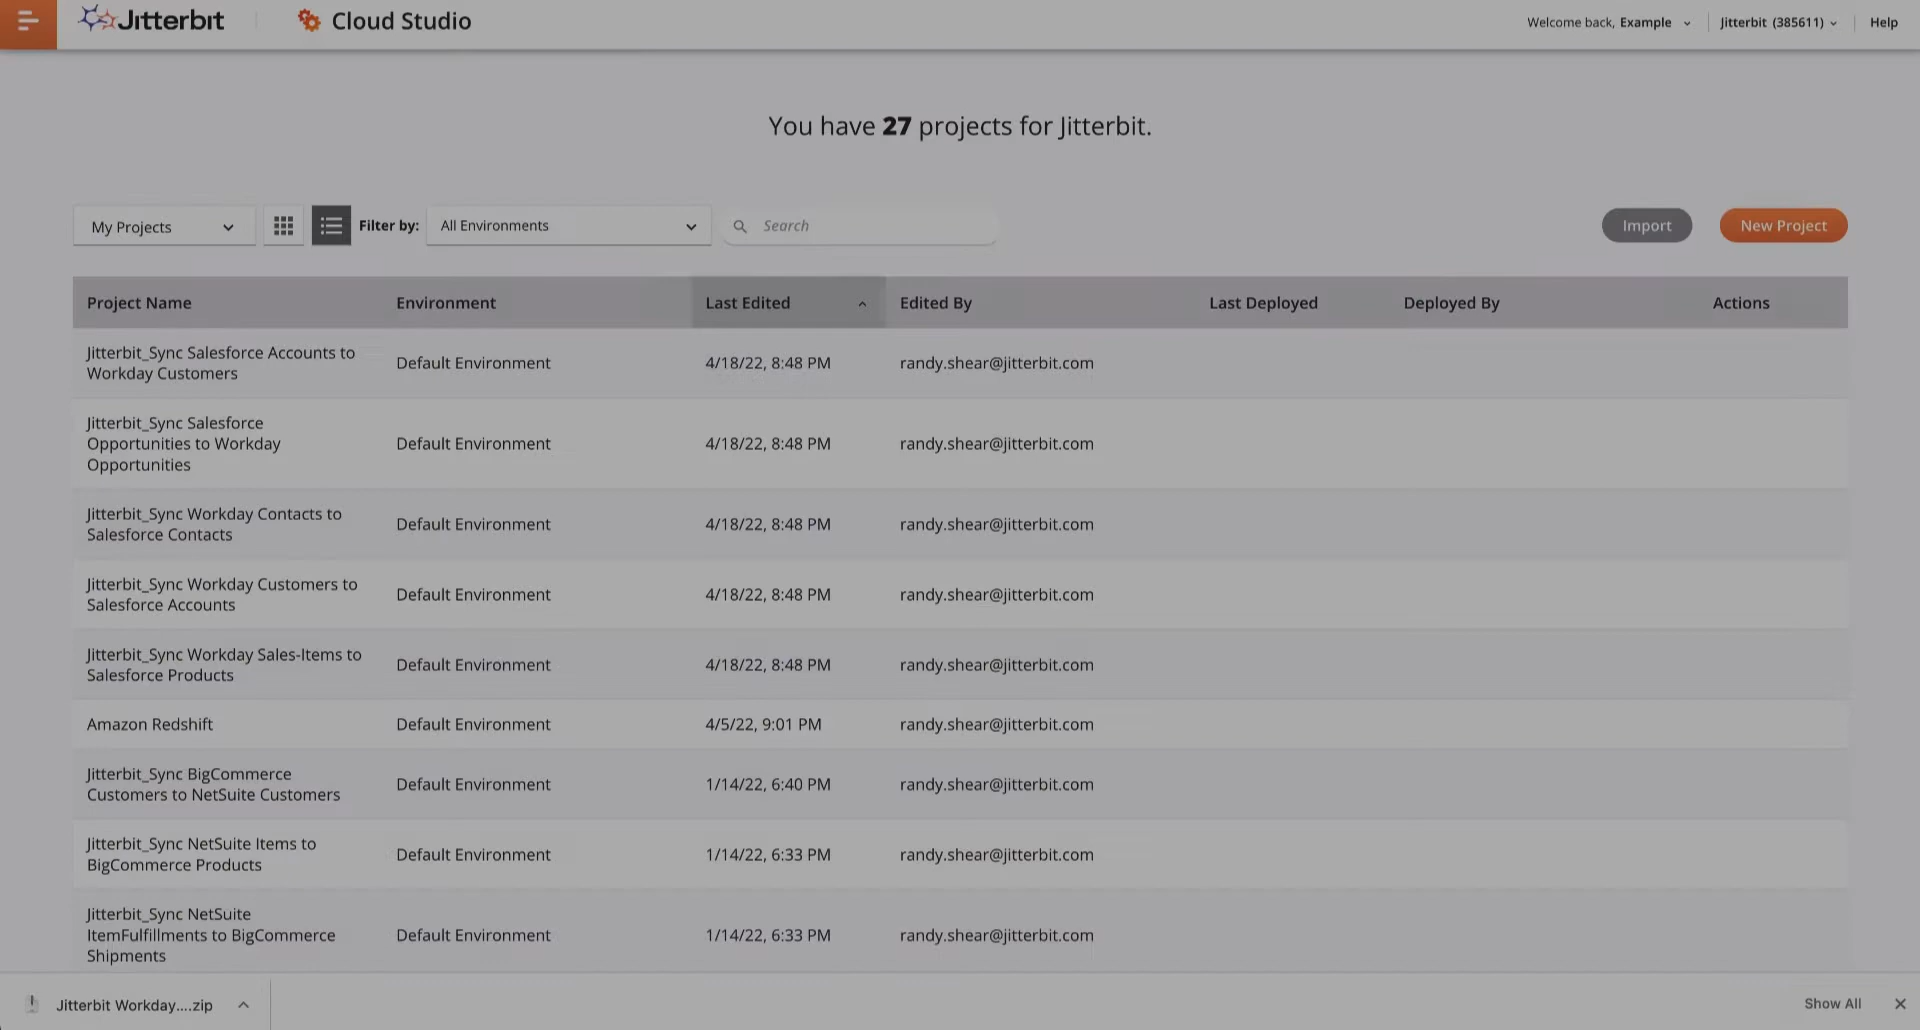 Jitterbit
Cloud Studio
Welcome back, Example
Jitterbit (385611)
Help
You have 27 projects for Jitterbit.
My Projects
Filter by:
All Environments
Search
Import
New Project
Project Name Environment Last Edited Edited By Last Deployed Deployed By Actions
Jitterbit_Sync Salesforce Accounts to
Workday Customers
Default Environment 4/18/22, 8:48 PM randy.shear@jitterbit.com
Jitterbit_Sync Salesforce
Opportunities to Workday
Opportunities
Default Environment 4/18/22, 8:48 PM randy.shear@jitterbit.com
Jitterbit_Sync Workday Contacts to
Salesforce Contacts
Default Environment 4/18/22, 8:48 PM randy.shear@jitterbit.com
Jitterbit_Sync Workday Customers to
Salesforce Accounts
Default Environment 4/18/22, 8:48 PM randy.shear@jitterbit.com
Jitterbit_Sync Workday Sales-Items to
Salesforce Products
Default Environment 4/18/22, 8:48 PM randy.shear@jitterbit.com
Amazon Redshift Default Environment 4/5/22, 9:01 PM randy.shear@jitterbit.com
Jitterbit_Sync BigCommerce
Customers to NetSuite Customers
Default Environment 1/14/22, 6:40 PM randy.shear@jitterbit.com
Jitterbit_Sync NetSuite Items to
BigCommerce Products
Default Environment 1/14/22, 6:33 PM randy.shear@jitterbit.com
Jitterbit_Sync NetSuite
ItemFulfillments to BigCommerce
Shipments
Default Environment 1/14/22, 6:33 PM randy.shear@jitterbit.com
Jitterbit Workday....zip
Show All